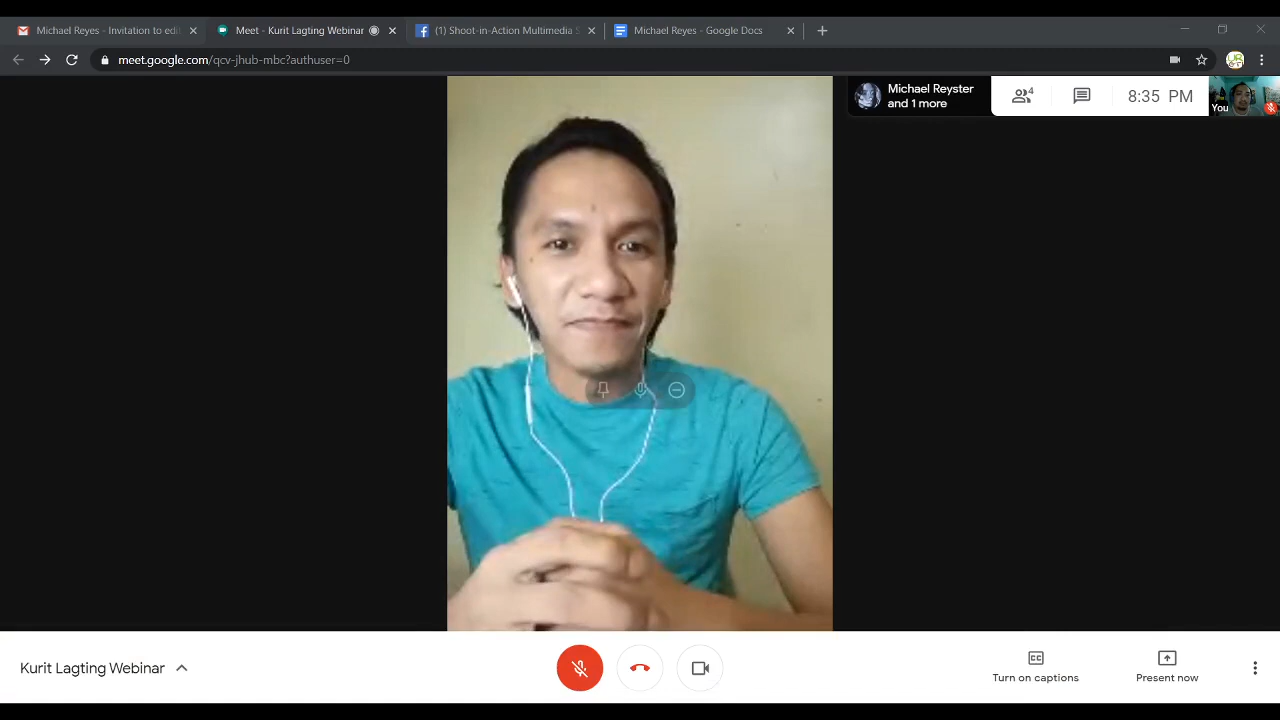 Michael Reyes - Invitation to edi
Meet - Kurit Lagting Webinar
(1) Shoot-in-Action Multimedia S
Michael Reyes - Google Docs
meet.google.com/qcv-jhub-mbc?authuser=0
Michael Reyster
and 1 more
4
8:35 PM
You
Kurit Lagting Webinar
CC
Turn on captions
Present now